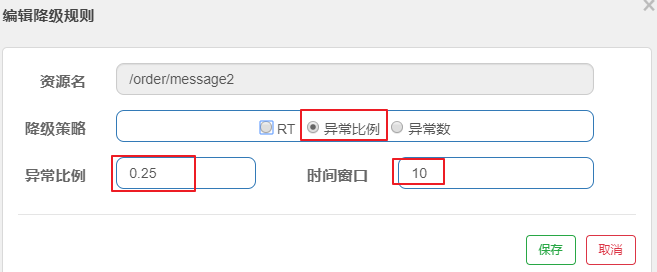 编辑降级规则
资源名 /order/message2
降级策略 RT 异常比例 异常数
异常比例 0.25 时间窗口 10
保存 取消